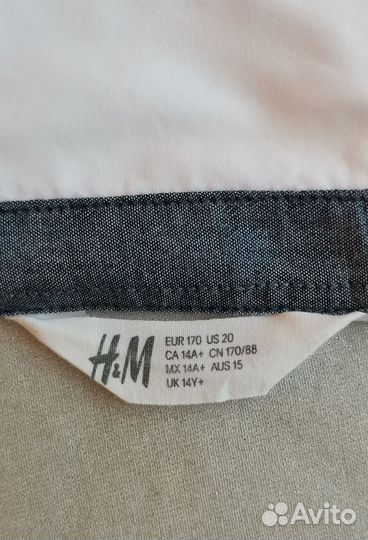 H&M
EUR 170 US 20
CA 14A+ CN 170/88
MX 14A+ AUS 15
UK 14Y+
Avito